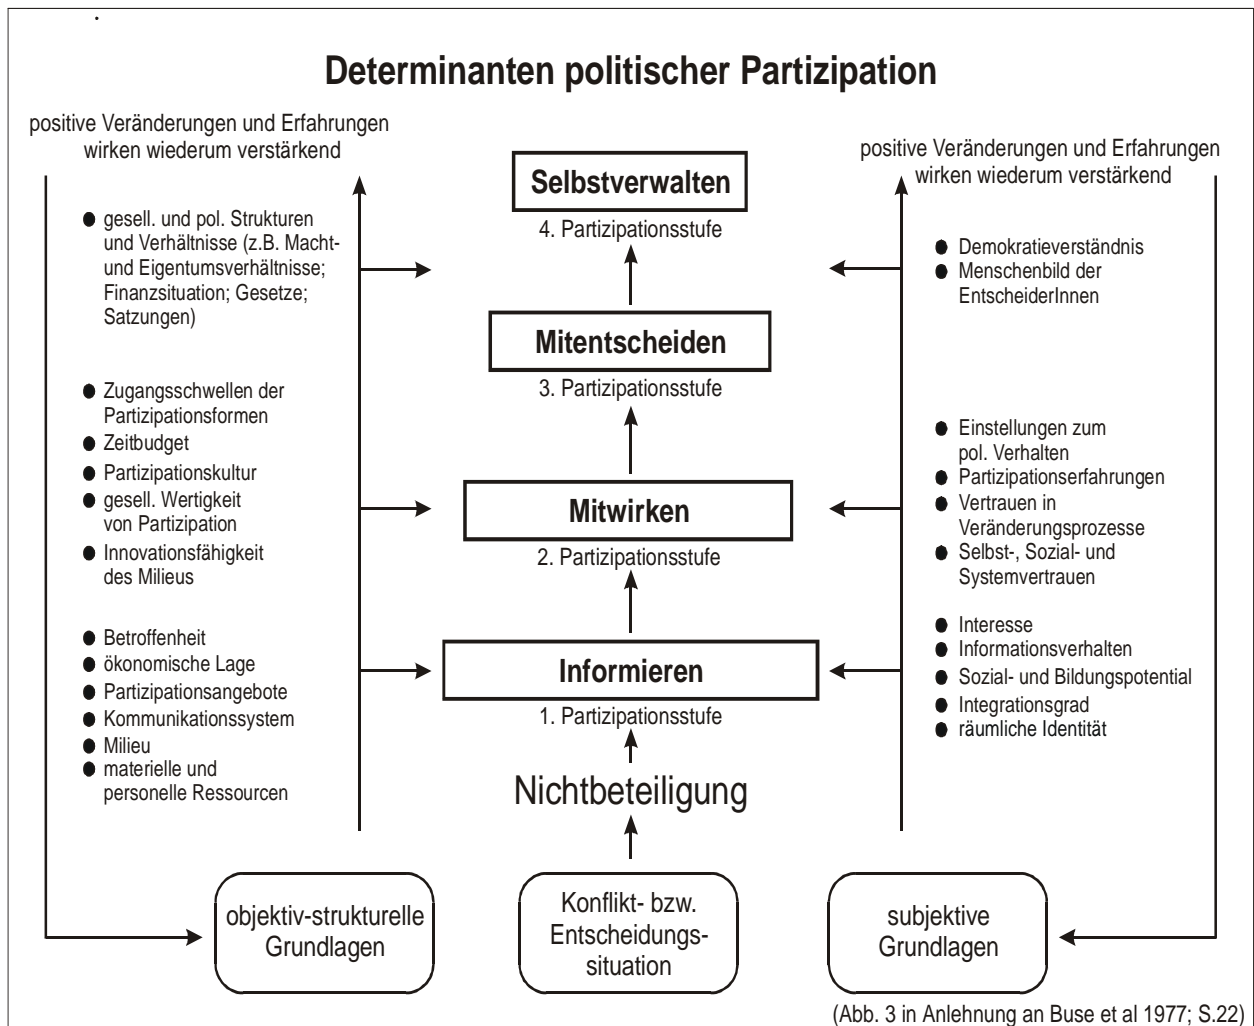 Determinanten politischer Partizipation
positive Veränderungen und Erfahrungen
wirken wiederum verstärkend
● gesell. und pol. Strukturen
und Verhältnisse (z.B. Macht-
und Eigentumsverhältnisse;
Finanzsituation; Gesetze;
Satzungen)
● Zugangsschwellen der
Partizipationsformen
● Zeitbudget
● Partizipationskultur
● gesell. Wertigkeit
von Partizipation
● Innovationsfähigkeit
des Milieus
● Betroffenheit
● ökonomische Lage
● Partizipationsangebote
● Kommunikationssystem
● Milieu
● materielle und
personelle Ressourcen
objektiv-strukturelle
Grundlagen
Selbstverwalten
4. Partizipationsstufe
Mitentscheiden
3. Partizipationsstufe
Mitwirken
2. Partizipationsstufe
Informieren
1. Partizipationsstufe
Nichtbeteiligung
Konflikt- bzw.
Entscheidungs-
situation
positive Veränderungen und Erfahrungen
wirken wiederum verstärkend
● Demokratieverständnis
● Menschenbild der
EntscheiderInnen
● Einstellungen zum
pol. Verhalten
● Partizipationserfahrungen
● Vertrauen in
Veränderungsprozesse
● Selbst-, Sozial- und
Systemvertrauen
● Interesse
● Informationsverhalten
● Sozial- und Bildungspotential
● Integrationsgrad
● räumliche Identität
subjektive
Grundlagen
(Abb. 3 in Anlehnung an Buse et al 1977; S.22)